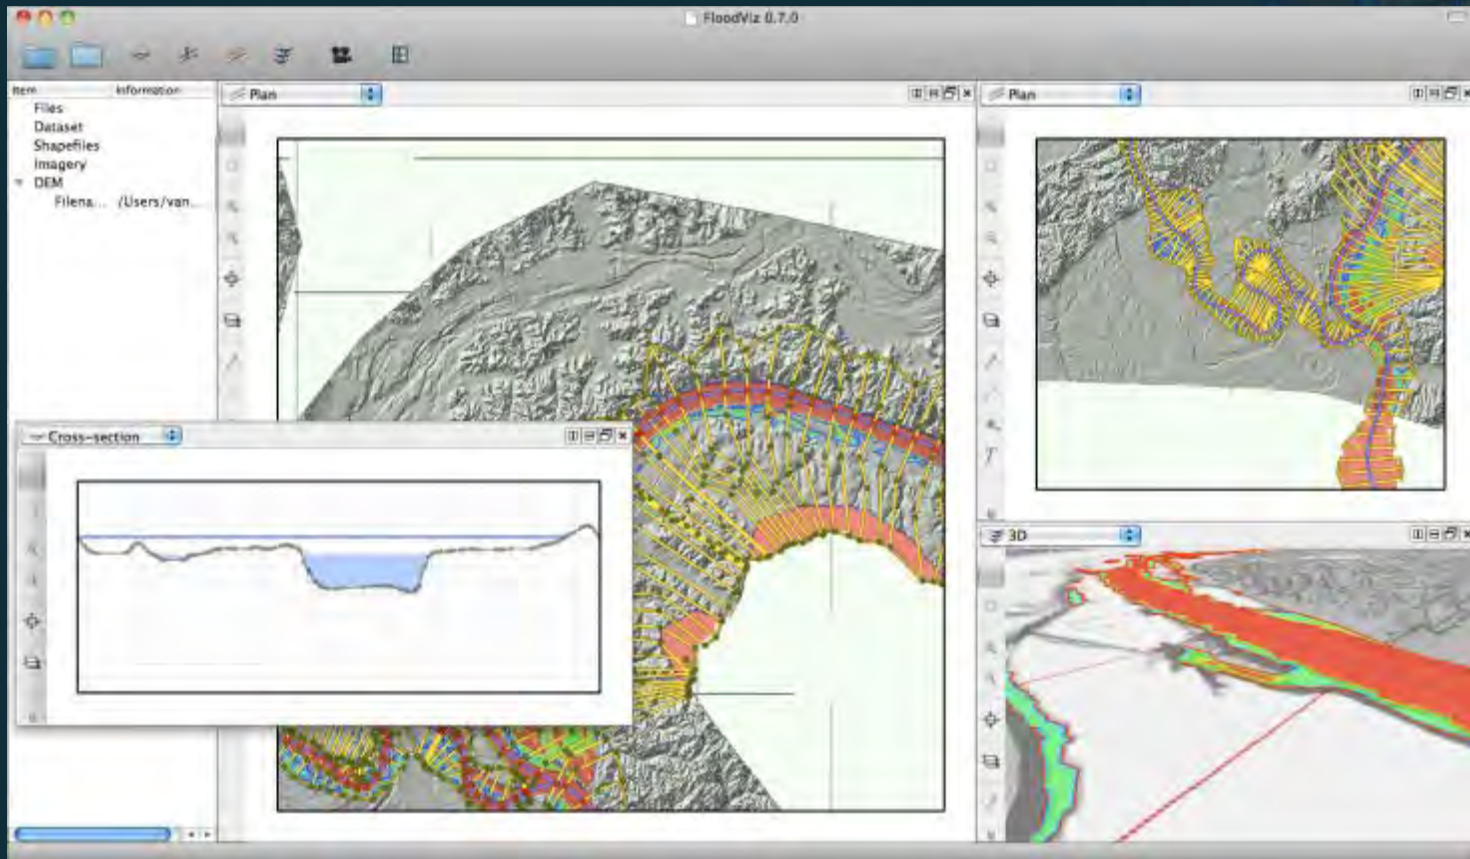 FloodViz 0.7.0
Item Information
Files
Dataset
Shapefiles
Imagery
DEM
Filena... /Users/van...
Plan
Plan
Cross-section
3D
T